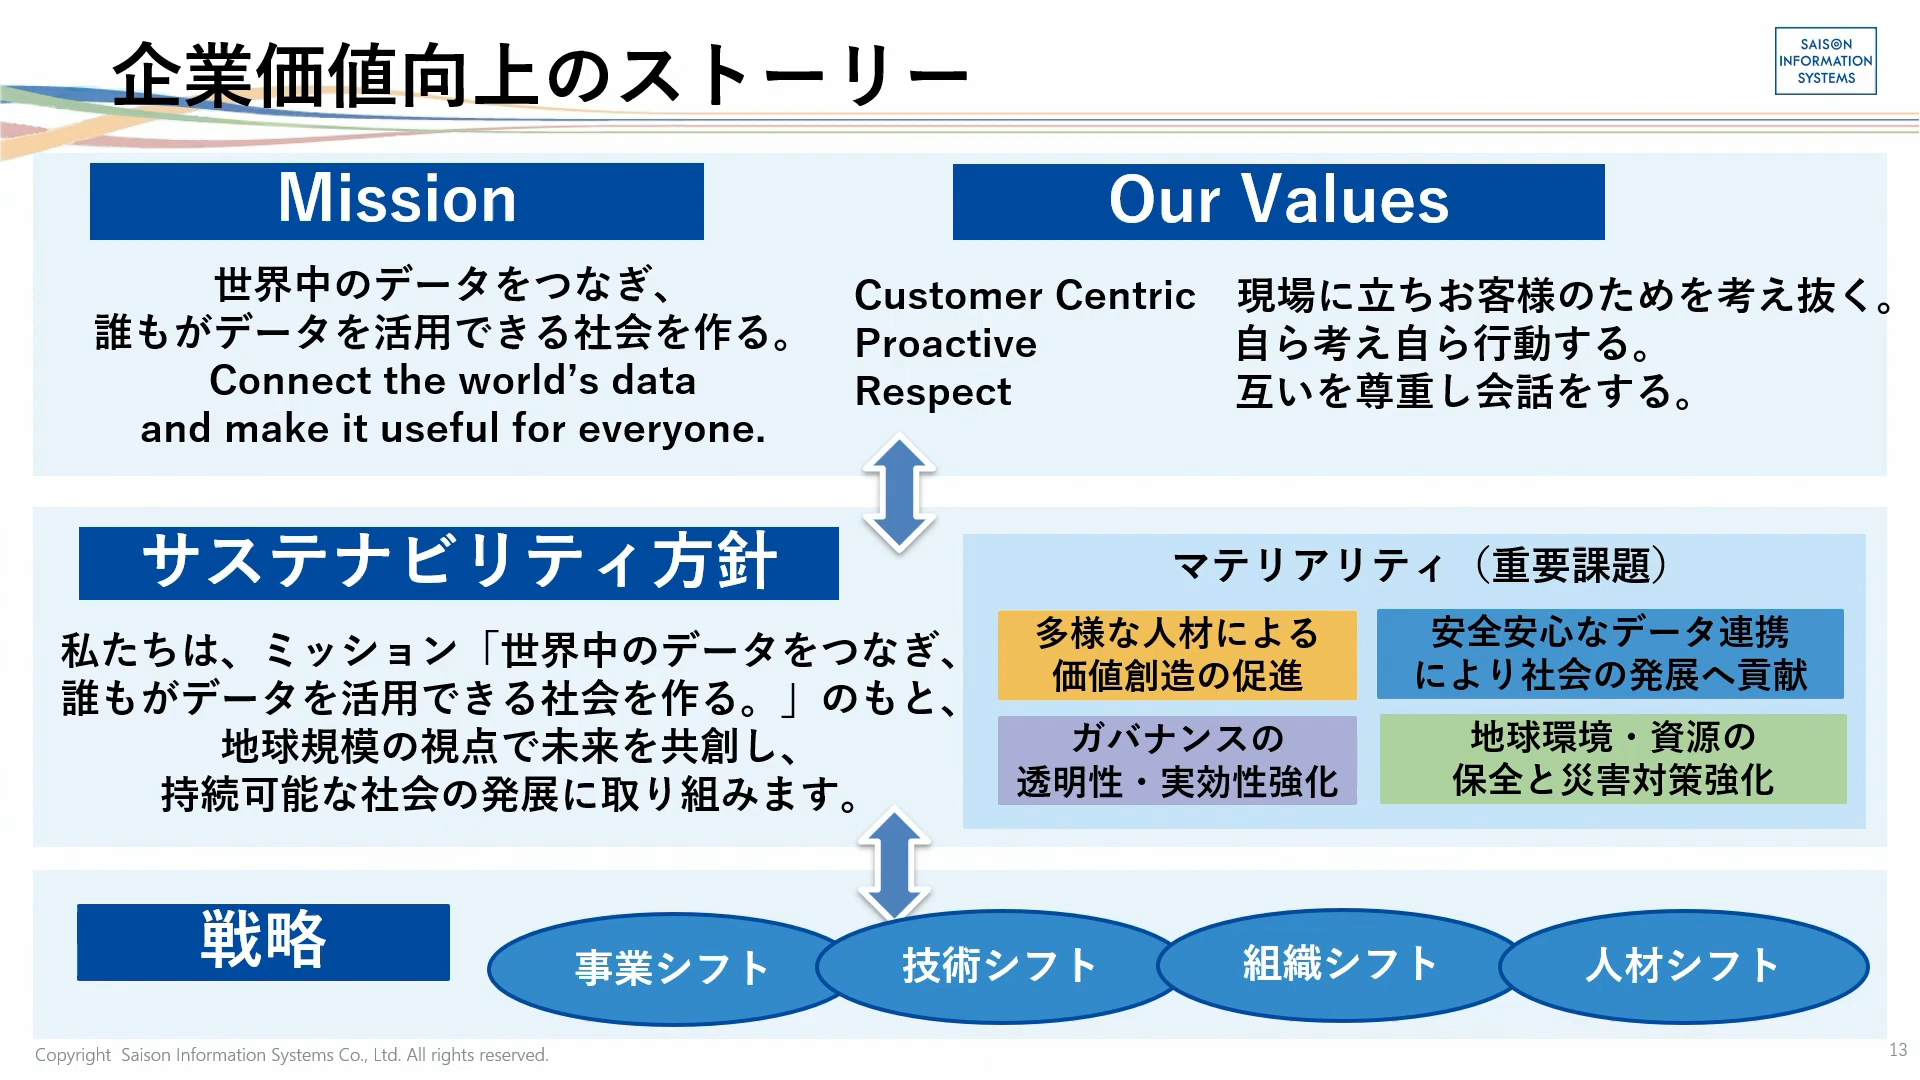 企業価値向上のストーリー
SAISON
INFORMATION
SYSTEMS
Mission
世界中のデータをつなぎ、
誰もがデータを活用できる社会を作る。
Connect the world’s data
and make it useful for everyone.
Our Values
Customer Centric 現場に立ちお客様のためを考え抜く。
Proactive 自ら考え自ら行動する。
Respect 互いを尊重し会話をする。
サステナビリティ方針
私たちは、ミッション「世界中のデータをつなぎ、
誰もがデータを活用できる社会を作る。」のもと、
地球規模の視点で未来を共創し、
持続可能な社会の発展に取り組みます。
マテリアリティ（重要課題）
多様な人材による
価値創造の促進
安全安心なデータ連携
により社会の発展へ貢献
ガバナンスの
透明性・実効性強化
地球環境・資源の
保全と災害対策強化
戦略
事業シフト
技術シフト
組織シフト
人材シフト
Copyright Saison Information Systems Co., Ltd. All rights reserved.
13